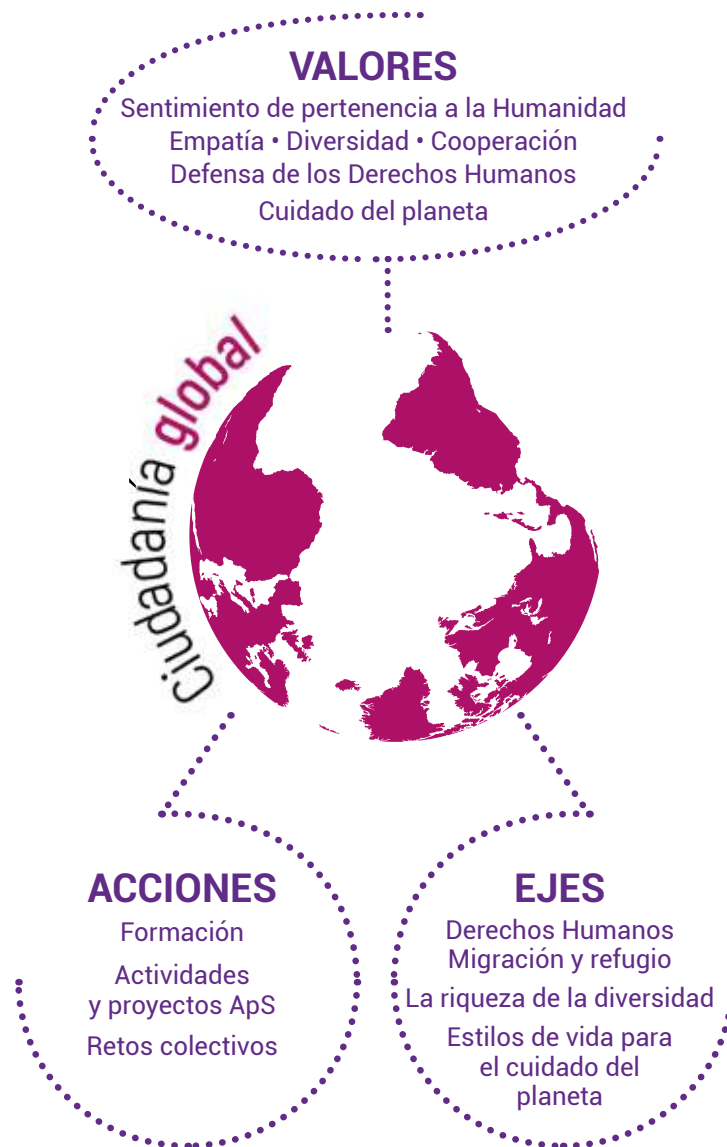 VALORES
Sentimiento de pertenencia a la Humanidad
Empatía • Diversidad • Cooperación
Defensa de los Derechos Humanos
Cuidado del planeta
Ciudadanía global
ACCIONES
Formación
Actividades
y proyectos ApS
Retos colectivos
EJES
Derechos Humanos
Migración y refugio
La riqueza de la diversidad
Estilos de vida para
el cuidado del
planeta